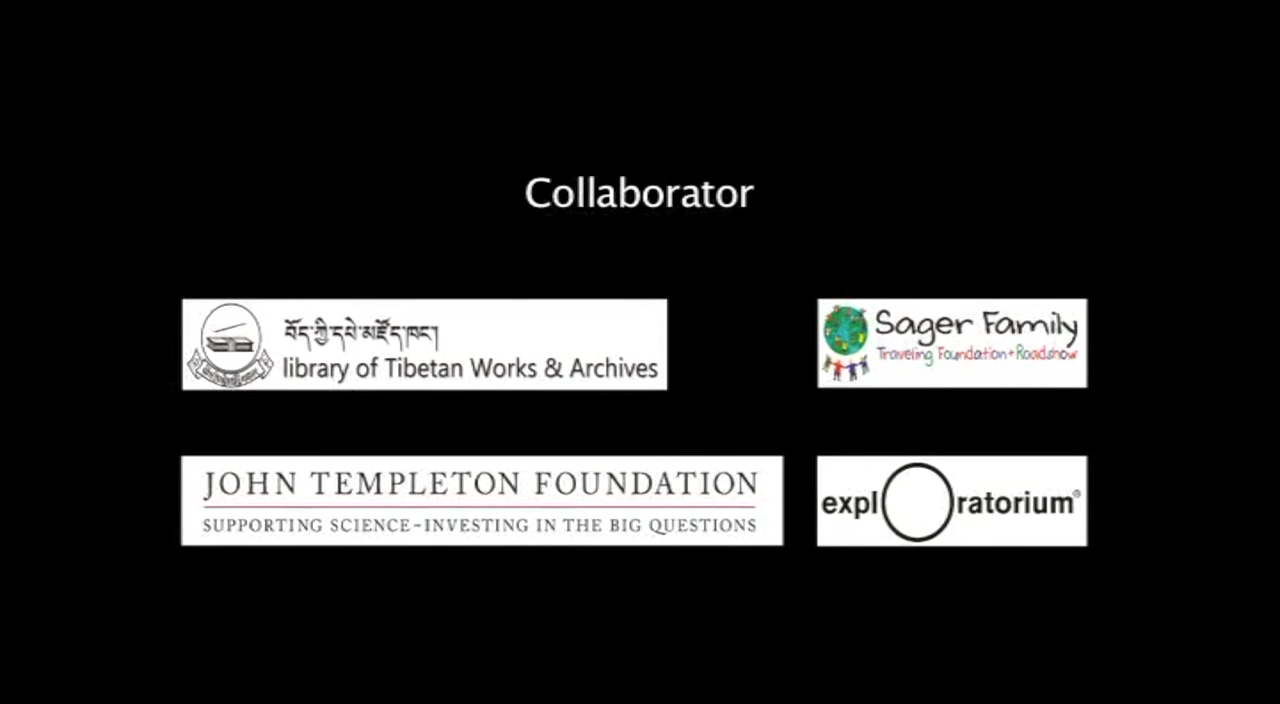 Collaborator
བོད་ཀྱི་དཔེ་མཛོད་ཁང་།
library of Tibetan Works & Archives
Sager Family
Traveling Foundation+Roadshow
JOHN TEMPLETON FOUNDATION
SUPPORTING SCIENCE~INVESTING IN THE BIG QUESTIONS
explOratorium®